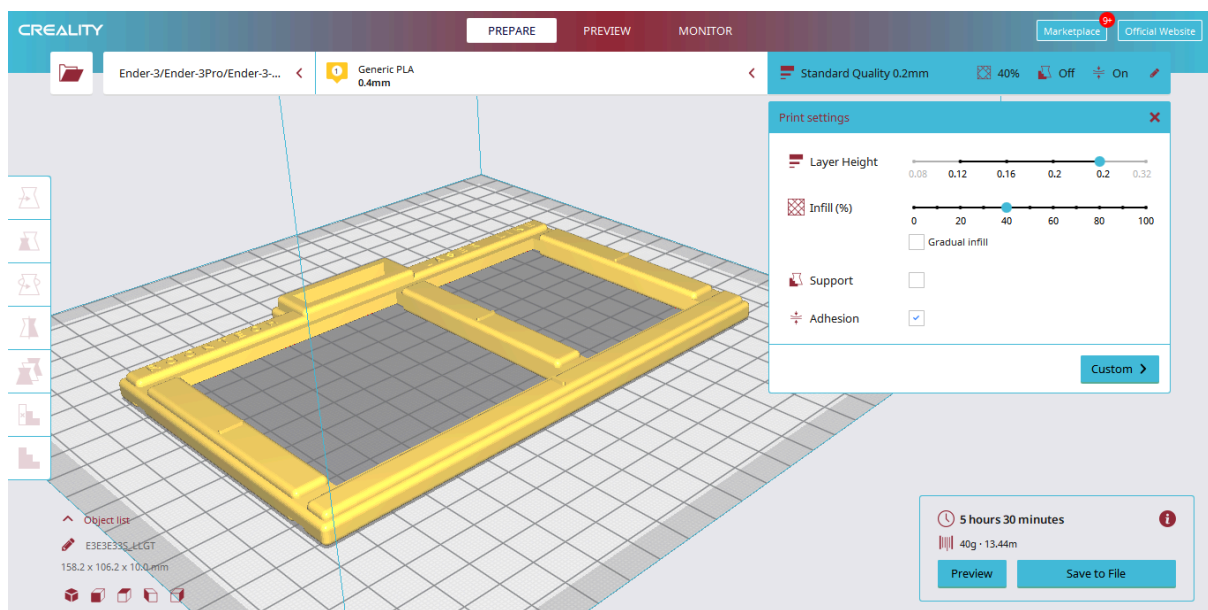 CREALITY
PREPARE PREVIEW MONITOR
9+
Marketplace Official Website
Ender-3/Ender-3Pro/Ender-3-...
1 Generic PLA
0.4mm
Standard Quality 0.2mm 40% Off On
Print settings
Layer Height
0.08 0.12 0.16 0.2 0.2 0.32
Infill (%)
0 20 40 60 80 100
Gradual infill
Support
Adhesion
Custom
Object list
E3E3E33S_LLGT
158.2 x 106.2 x 10.0 mm
5 hours 30 minutes
40g · 13.44m
Preview Save to File